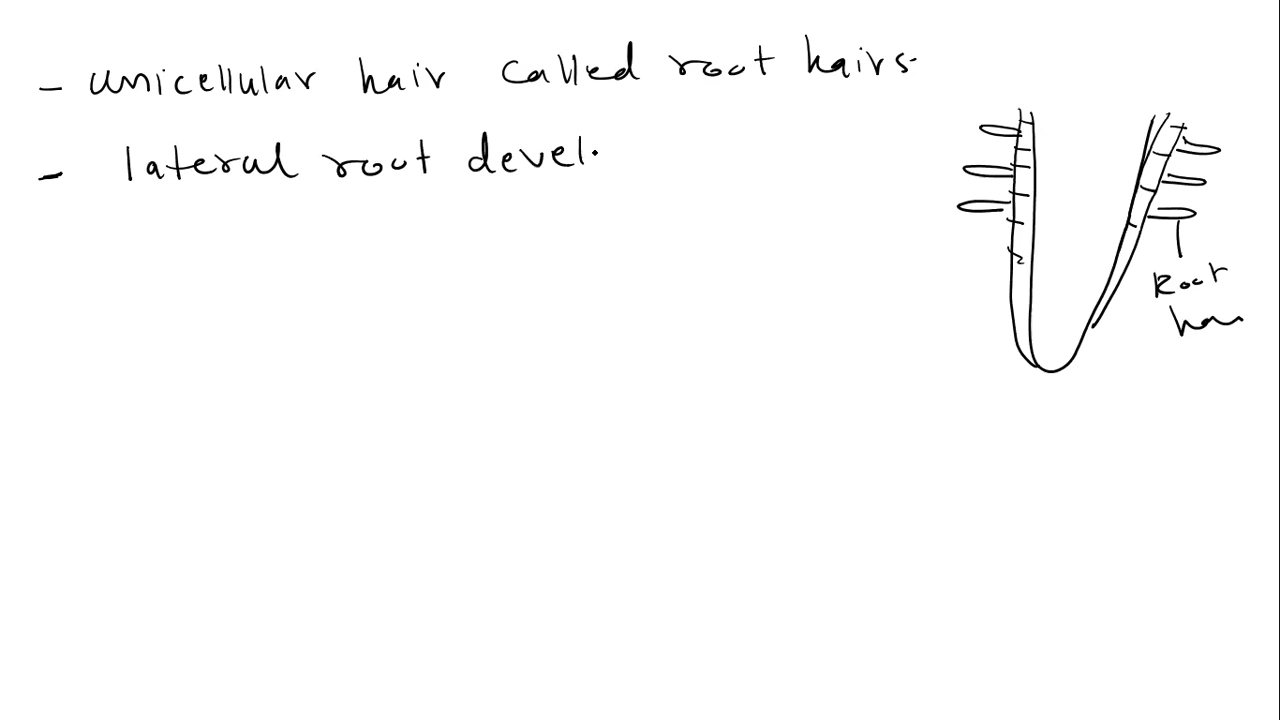 - unicellular hair called root hairs.
- lateral root devel.
Root